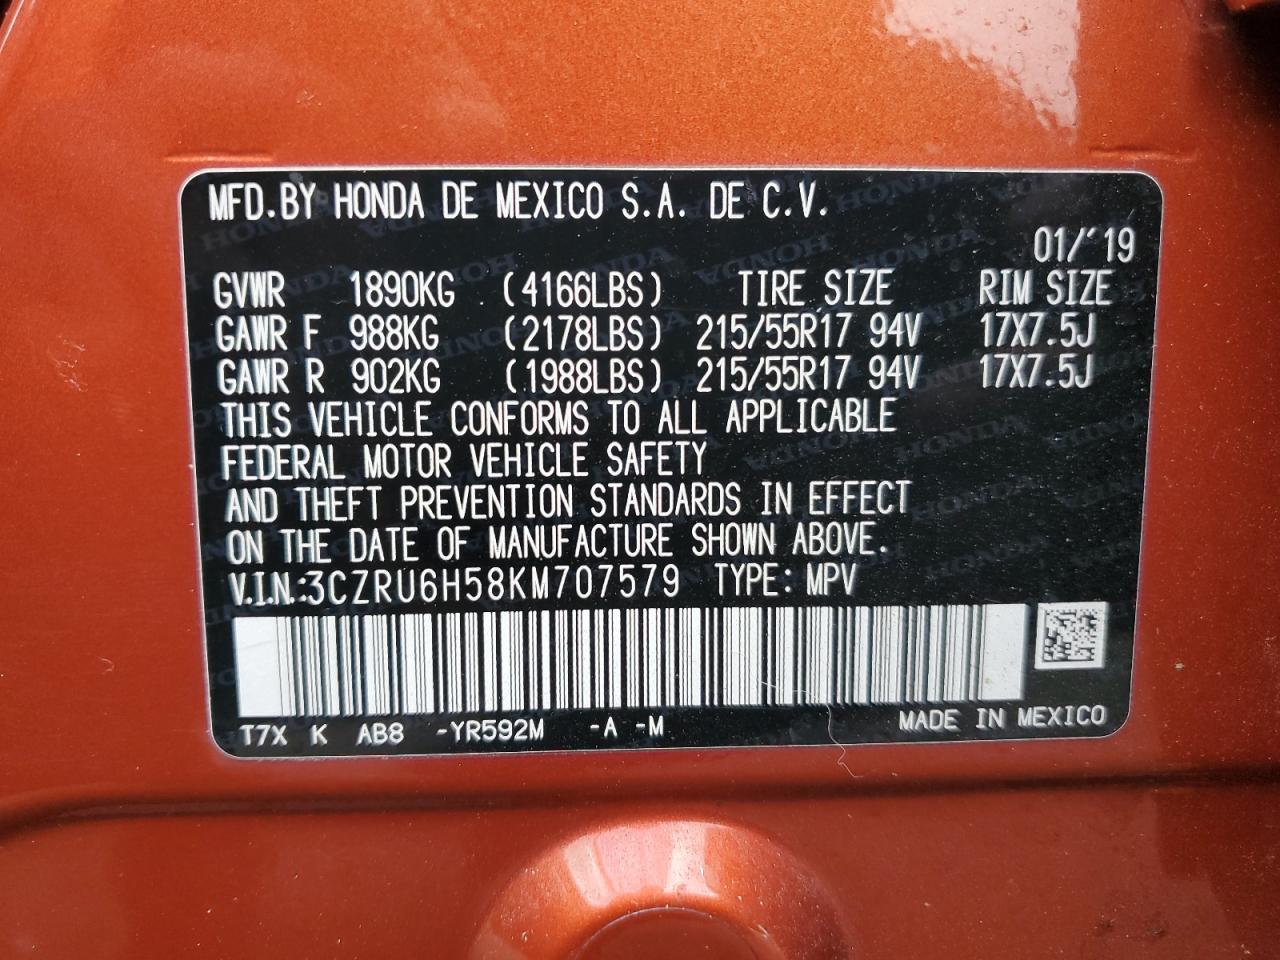 MFD.BY HONDA DE MEXICO S.A. DE C.V.
01/'19
GVWR 1890KG (4166LBS) TIRE SIZE RIM SIZE
GAWR F 988KG (2178LBS) 215/55R17 94V 17X7.5J
GAWR R 902KG (1988LBS) 215/55R17 94V 17X7.5J
THIS VEHICLE CONFORMS TO ALL APPLICABLE
FEDERAL MOTOR VEHICLE SAFETY
AND THEFT PREVENTION STANDARDS IN EFFECT
ON THE DATE OF MANUFACTURE SHOWN ABOVE.
V.I.N.:3CZRU6H58KM707579 TYPE: MPV
T7X K AB8 -YR592M -A -M MADE IN MEXICO